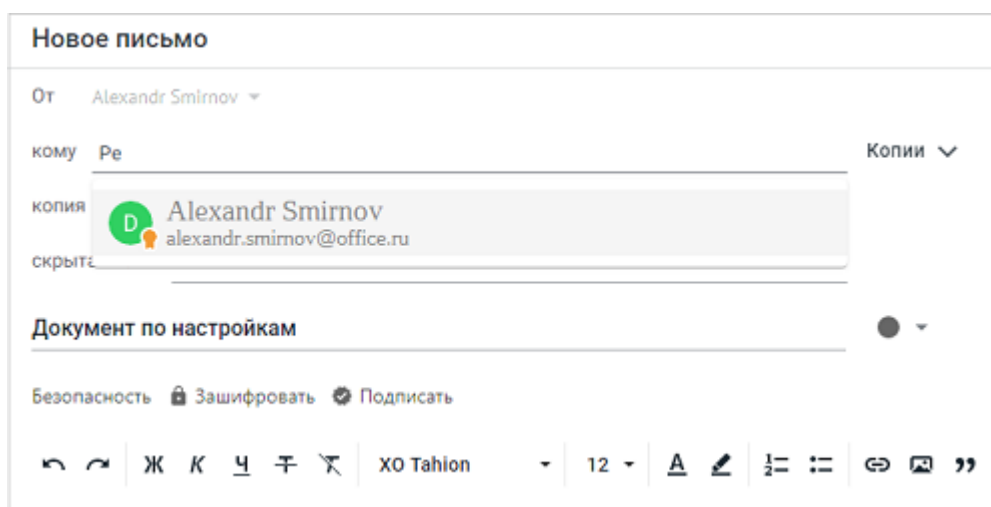 Новое письмо
От Alexandr Smirnov
кому Ре Копии
копия
D Alexandr Smirnov
alexandr.smirnov@office.ru
скрыта
Документ по настройкам
Безопасность Зашифровать Подписать
Ж К Ч Т XO Tahion 12 A